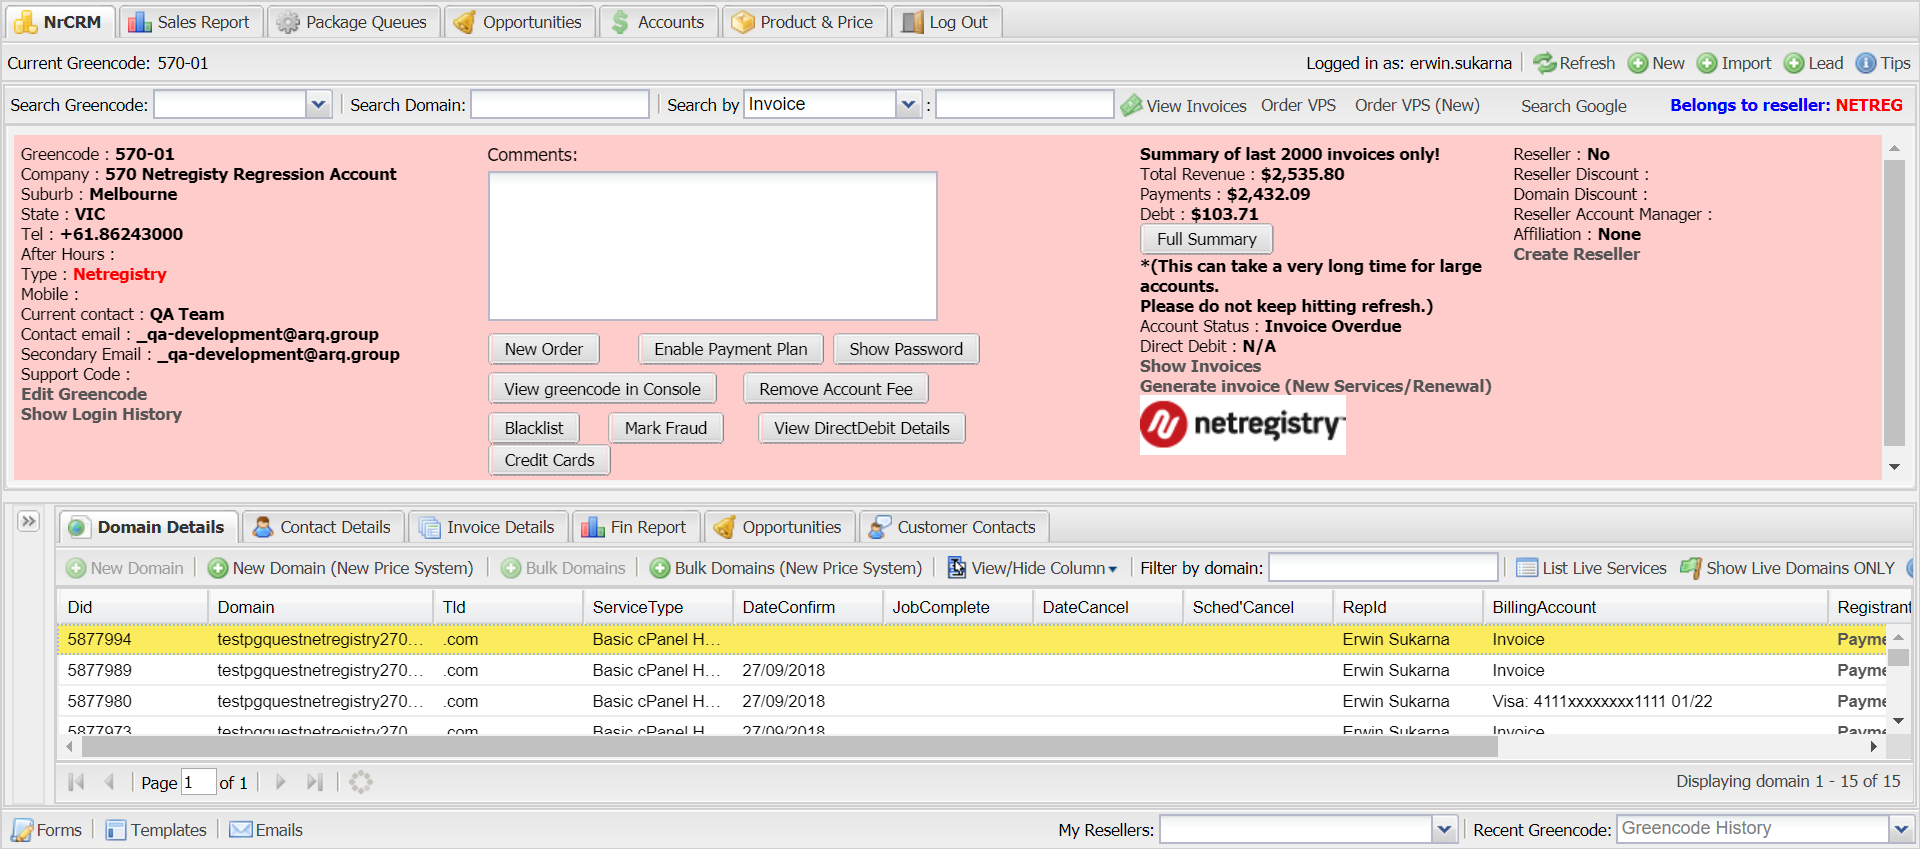 NrCRM Sales Report Package Queues Opportunities Accounts Product & Price Log Out
Current Greencode: 570-01 Logged in as: erwin.sukarna Refresh New Import Lead Tips
Search Greencode: Search Domain: Search by Invoice : View Invoices Order VPS Order VPS (New) Search Google Belongs to reseller: NETREG
Greencode : 570-01
Company : 570 Netregisty Regression Account
Suburb : Melbourne
State : VIC
Tel : +61.86243000
After Hours :
Type : Netregistry
Mobile :
Current contact : QA Team
Contact email : _qa-development@arq.group
Secondary Email : _qa-development@arq.group
Support Code :
Edit Greencode
Show Login History
Comments:
New Order Enable Payment Plan Show Password
View greencode in Console Remove Account Fee
Blacklist Mark Fraud View DirectDebit Details
Credit Cards
Summary of last 2000 invoices only!
Total Revenue : $2,535.80
Payments : $2,432.09
Debt : $103.71
Full Summary
*(This can take a very long time for large
accounts.
Please do not keep hitting refresh.)
Account Status : Invoice Overdue
Direct Debit : N/A
Show Invoices
Generate invoice (New Services/Renewal)
netregistry
Reseller : No
Reseller Discount :
Domain Discount :
Reseller Account Manager :
Affiliation : None
Create Reseller
Domain Details Contact Details Invoice Details Fin Report Opportunities Customer Contacts
New Domain New Domain (New Price System) Bulk Domains Bulk Domains (New Price System) View/Hide Column Filter by domain: List Live Services Show Live Domains ONLY
Did Domain Tld ServiceType DateConfirm JobComplete DateCancel Sched'Cancel RepId BillingAccount Registrant
5877994 testpgquestnetregistry270... .com Basic cPanel H... Erwin Sukarna Invoice Payme
5877989 testpgquestnetregistry270... .com Basic cPanel H... 27/09/2018 Erwin Sukarna Invoice Payme
5877980 testpgquestnetregistry270... .com Basic cPanel H... 27/09/2018 Erwin Sukarna Visa: 4111xxxxxxxx1111 01/22 Payme
5877973 testpgquestnetregistry270... .com Basic cPanel H... 27/09/2018 Erwin Sukarna Invoice Payme
Page 1 of 1 Displaying domain 1 - 15 of 15
Forms Templates Emails My Resellers: Recent Greencode: Greencode History